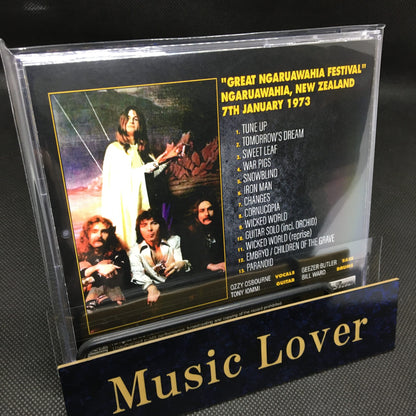 "GREAT NGARUAWAHIA FESTIVAL"
NGARUAWAHIA, NEW ZEALAND
7TH JANUARY 1973
1. TUNE UP
2. TOMORROW'S DREAM
3. SWEET LEAF
4. WAR PIGS
5. SNOWBLIND
6. IRON MAN
7. CHANGES
8. CORNUCOPIA
9. WICKED WORLD
10. GUITAR SOLO (incl. ORCHID)
11. WICKED WORLD (reprise)
12. EMBRYO / CHILDREN OF THE GRAVE
13. PARANOID
OZZY OSBOURNE VOCALS GEEZER BUTLER BASS
TONY IOMMI GUITAR BILL WARD DRUMS
Music Lover